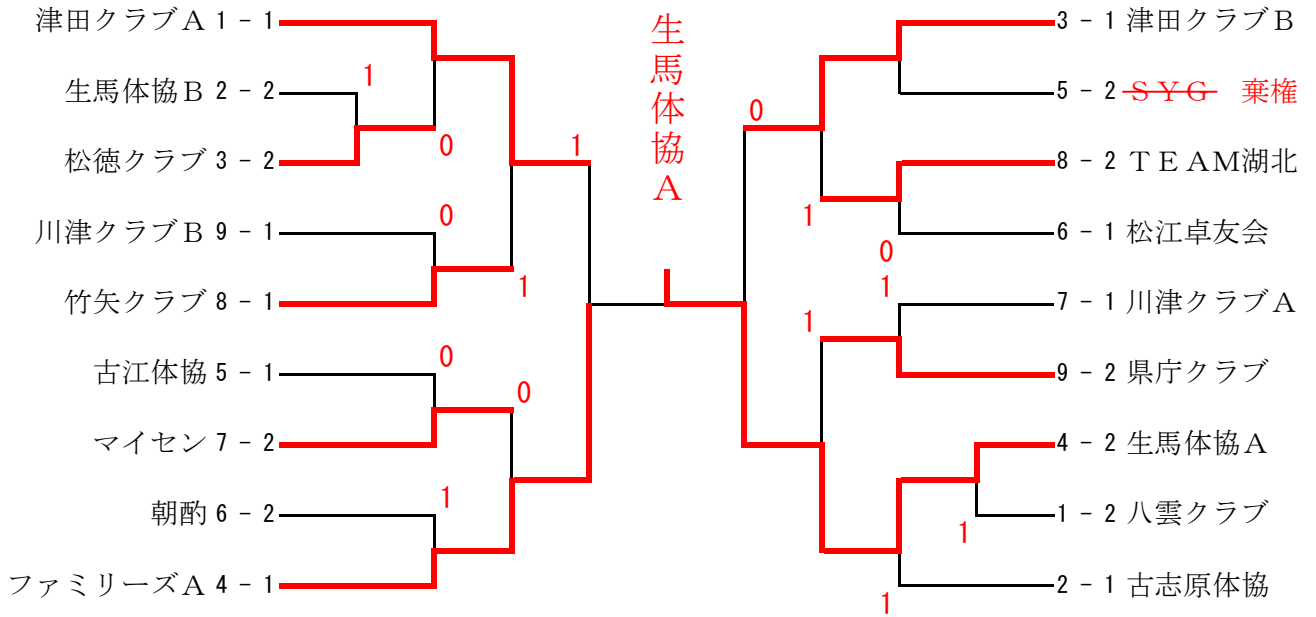 津田クラブA 1 - 1
生馬体協B 2 - 2
松徳クラブ 3 - 2
川津クラブB 9 - 1
竹矢クラブ 8 - 1
古江体協 5 - 1
マイセン 7 - 2
朝酌 6 - 2
ファミリーズA 4 - 1
1
0
0
1
1
0
0
1
生馬体協A
0
1
0
1
1
1
1
3 - 1 津田クラブB
5 - 2 SYG 棄権
8 - 2 TEAM湖北
6 - 1 松江卓友会
7 - 1 川津クラブA
9 - 2 県庁クラブ
4 - 2 生馬体協A
1 - 2 八雲クラブ
2 - 1 古志原体協